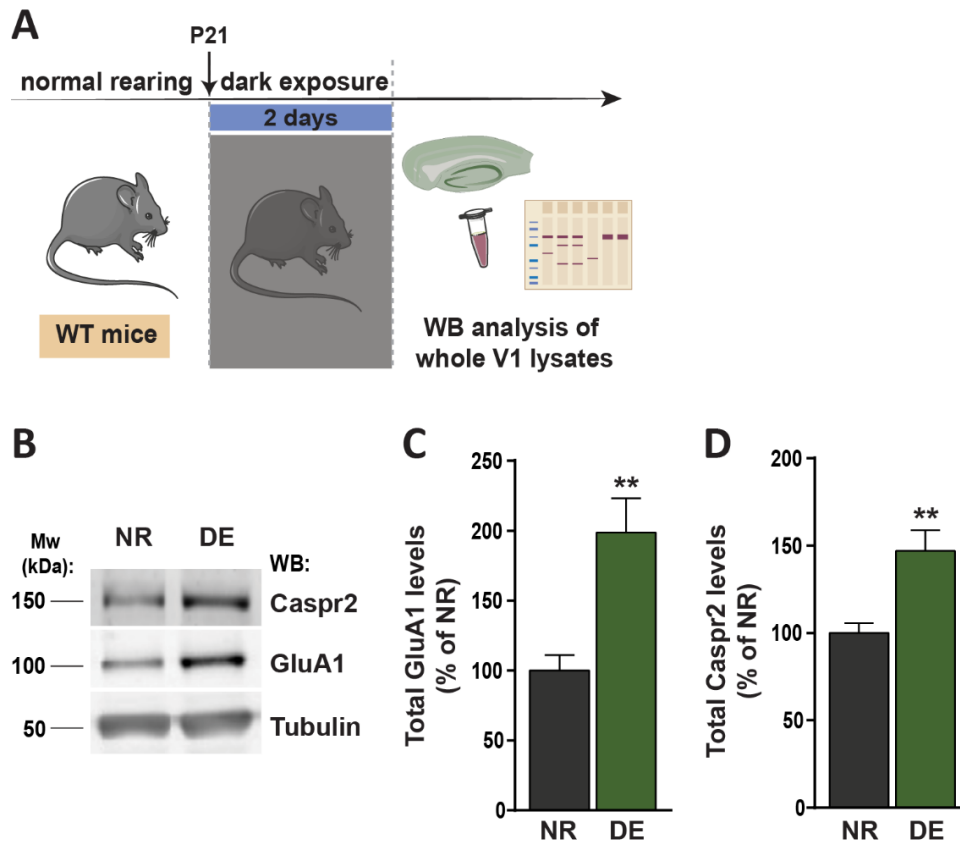 A
P21
normal rearing
dark exposure
2 days
WT mice
WB analysis of
whole V1 lysates
B
Mw
(kDa):
NR
DE
WB:
150
Caspr2
100
GluA1
50
Tubulin
C
Total GluA1 levels
(% of NR)
250
200
150
100
50
0
**
NR
DE
D
Total Caspr2 levels
(% of NR)
200
150
100
50
0
**
NR
DE